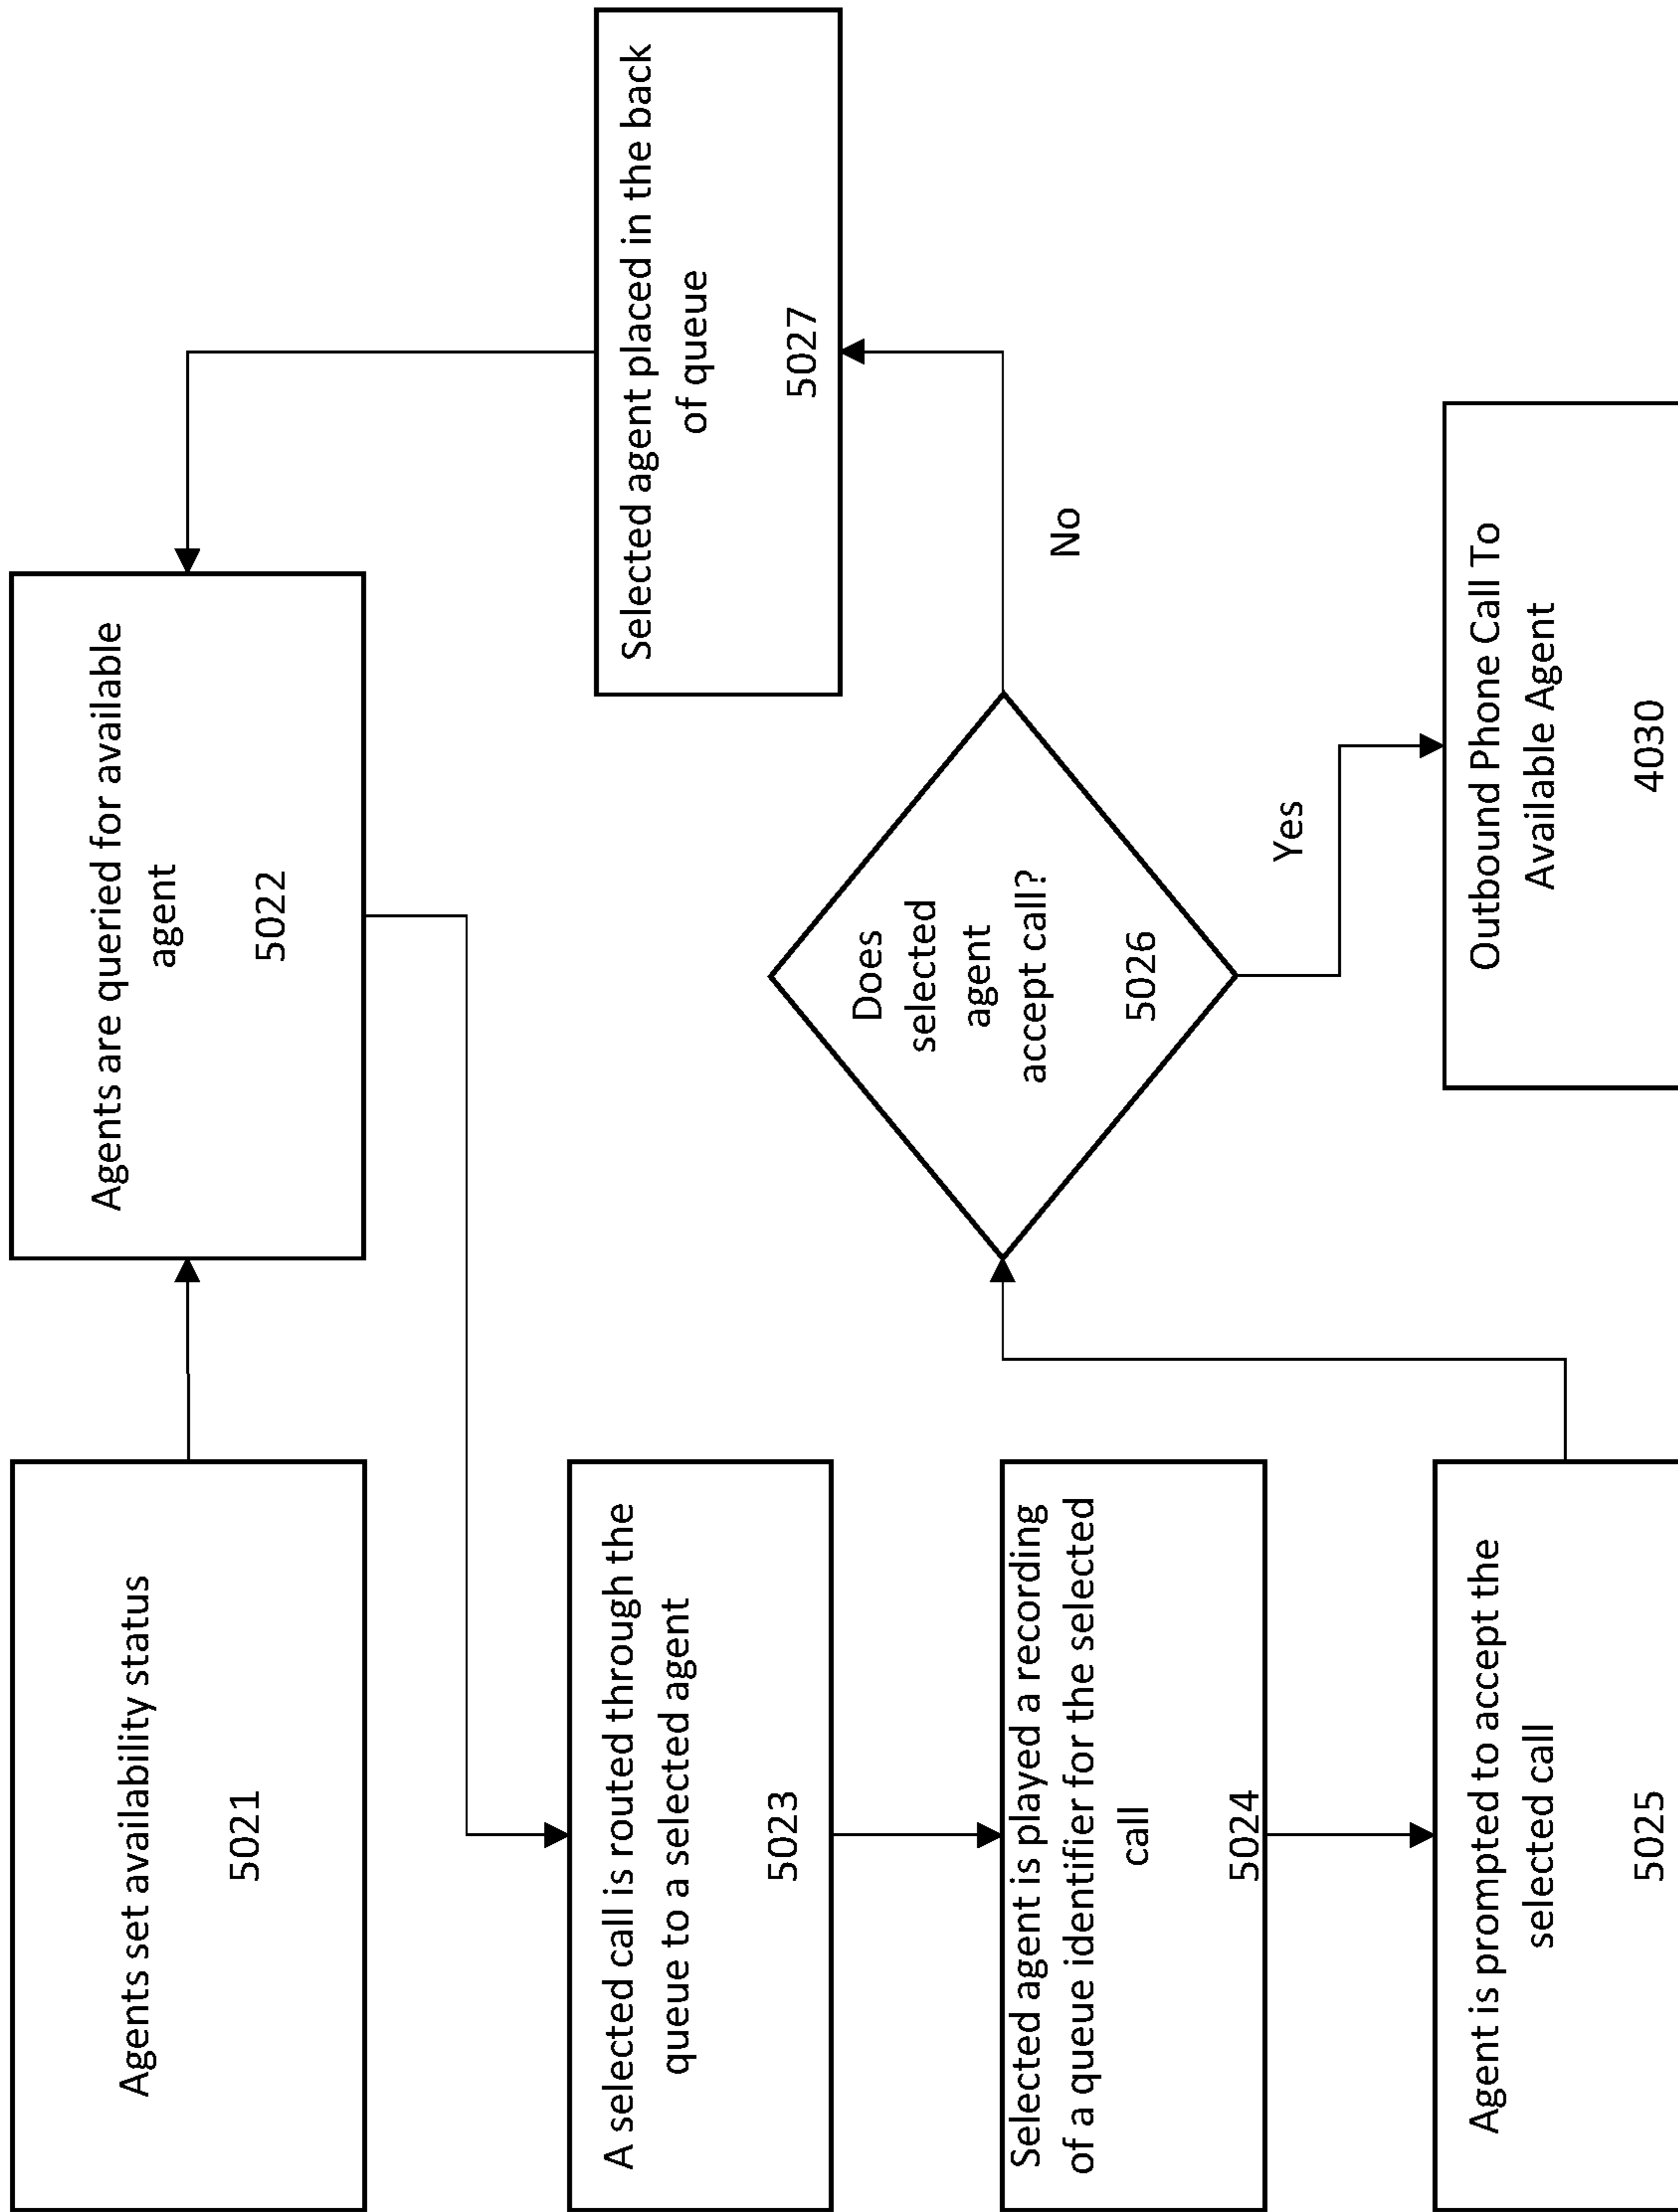 Agents set availability status
5021
Agents are queried for available
agent
5022
A selected call is routed through the
queue to a selected agent
5023
Selected agent is played a recording
of a queue identifier for the selected
call
5024
Agent is prompted to accept the
selected call
5025
Does
selected
agent
accept call?
5026
No
Yes
Selected agent placed in the back
of queue
5027
Outbound Phone Call To
Available Agent
4030